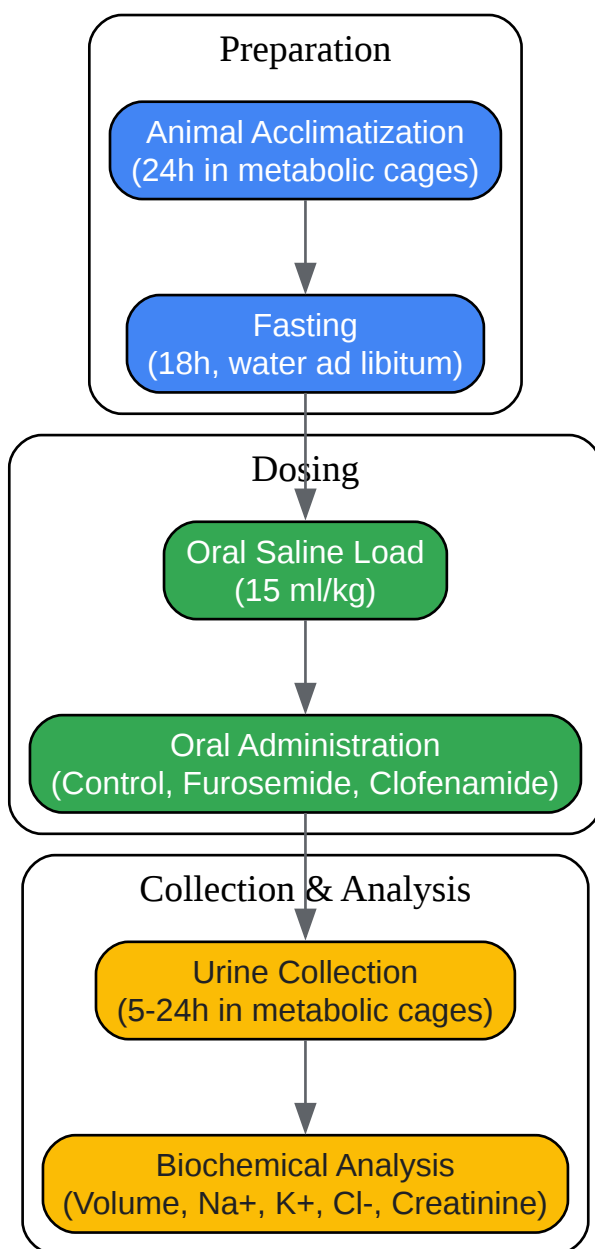 Preparation
Animal Acclimatization
(24h in metabolic cages)
Fasting
(18h, water ad libitum)
Dosing
Oral Saline Load
(15 ml/kg)
Oral Administration
(Control, Furosemide, Clofenamide)
Collection & Analysis
Urine Collection
(5-24h in metabolic cages)
Biochemical Analysis
(Volume, Na+, K+, Cl-, Creatinine)